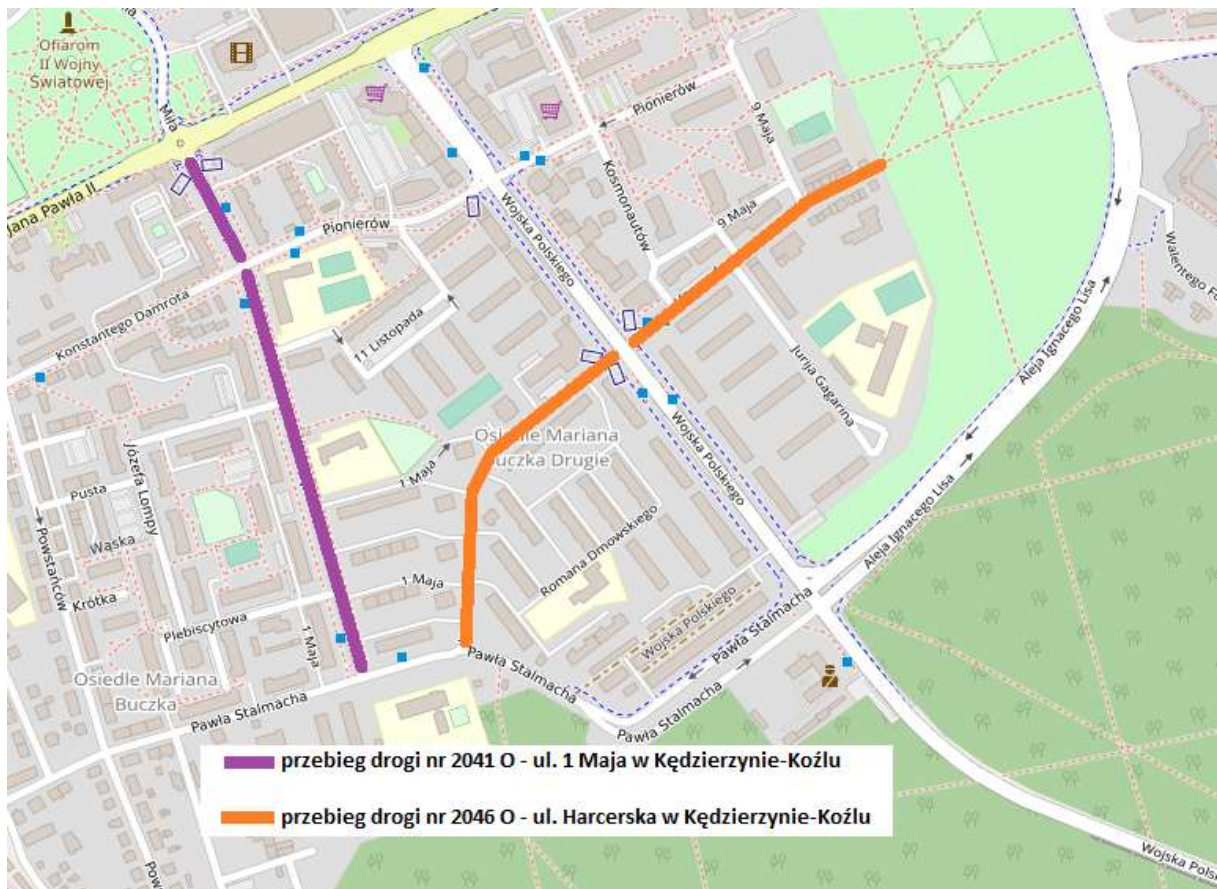 Ofiarom
II Wojny
Światowej
Miła
Jana Pawła II
Pionierów
9 Maja
Kosmonautów
Wojska Polskiego
Pionierów
9 Maja
Konstantego Damrota
11 Listopada
Jurija Gagarina
Aleja Ignacego Lisa
Osiedle Mariana
Buczka Drugie
Wojska Polskiego
Józefa Lompy
1 Maja
Pusta
Wąska
Powstańców
Krótka
Romana Dmowskiego
1 Maja
Plebiscytowa
Aleja Ignacego Lisa
1 Maja
Wojska Polskiego
Pawła Stalmacha
Pawła Stalmacha
Osiedle Mariana
Buczka
Pawła Stalmacha
Pawła Stalmacha
przebieg drogi nr 2041 O - ul. 1 Maja w Kędzierzynie-Koźlu
przebieg drogi nr 2046 O - ul. Harcerska w Kędzierzynie-Koźlu
Wojska Polskiego